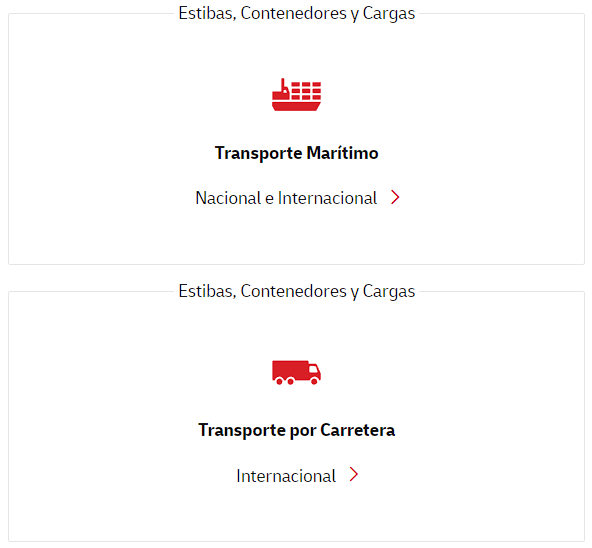 Estibas, Contenedores y Cargas
Transporte Marítimo
Nacional e Internacional
Estibas, Contenedores y Cargas
Transporte por Carretera
Internacional